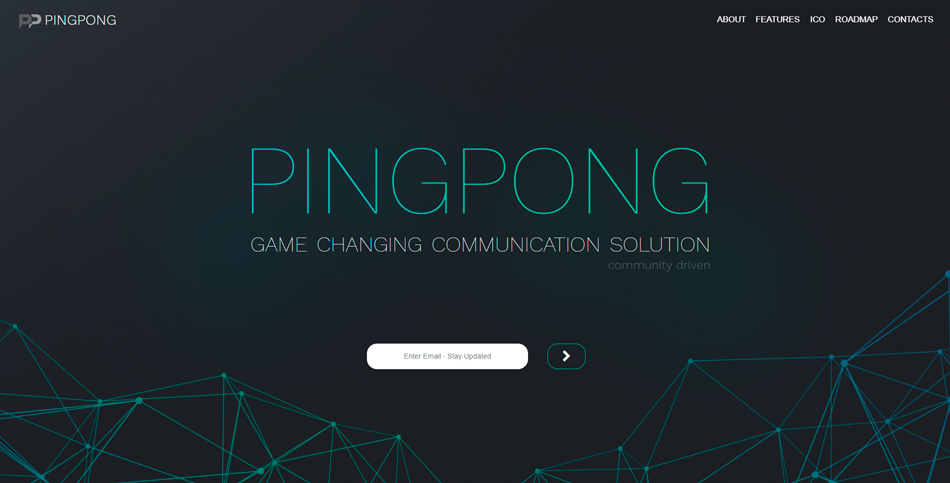 PINGPONG
ABOUT FEATURES ICO ROADMAP CONTACTS
PINGPONG
GAME CHANGING COMMUNICATION SOLUTION
community driven
Enter Email - Stay Updated